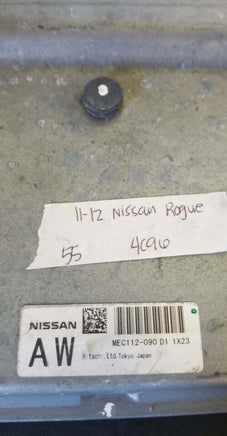 11-12 Nissan Rogue
55 4C96
NISSAN
AW
MEC112-090 D1 1X23
Hitachi,Ltd.Tokyo Japan